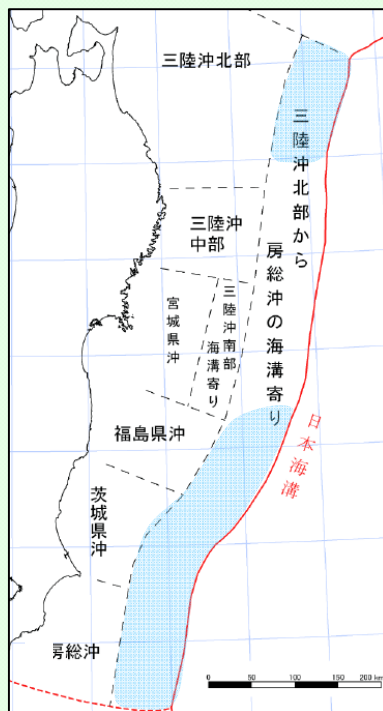 三陸沖北部
三陸沖北部から
房総沖の海溝寄り
三陸沖
中部
宮城県沖
三陸沖南部
海溝寄り
福島県沖
日本海溝
茨城県沖
房総沖
0 50 100 150 200 km